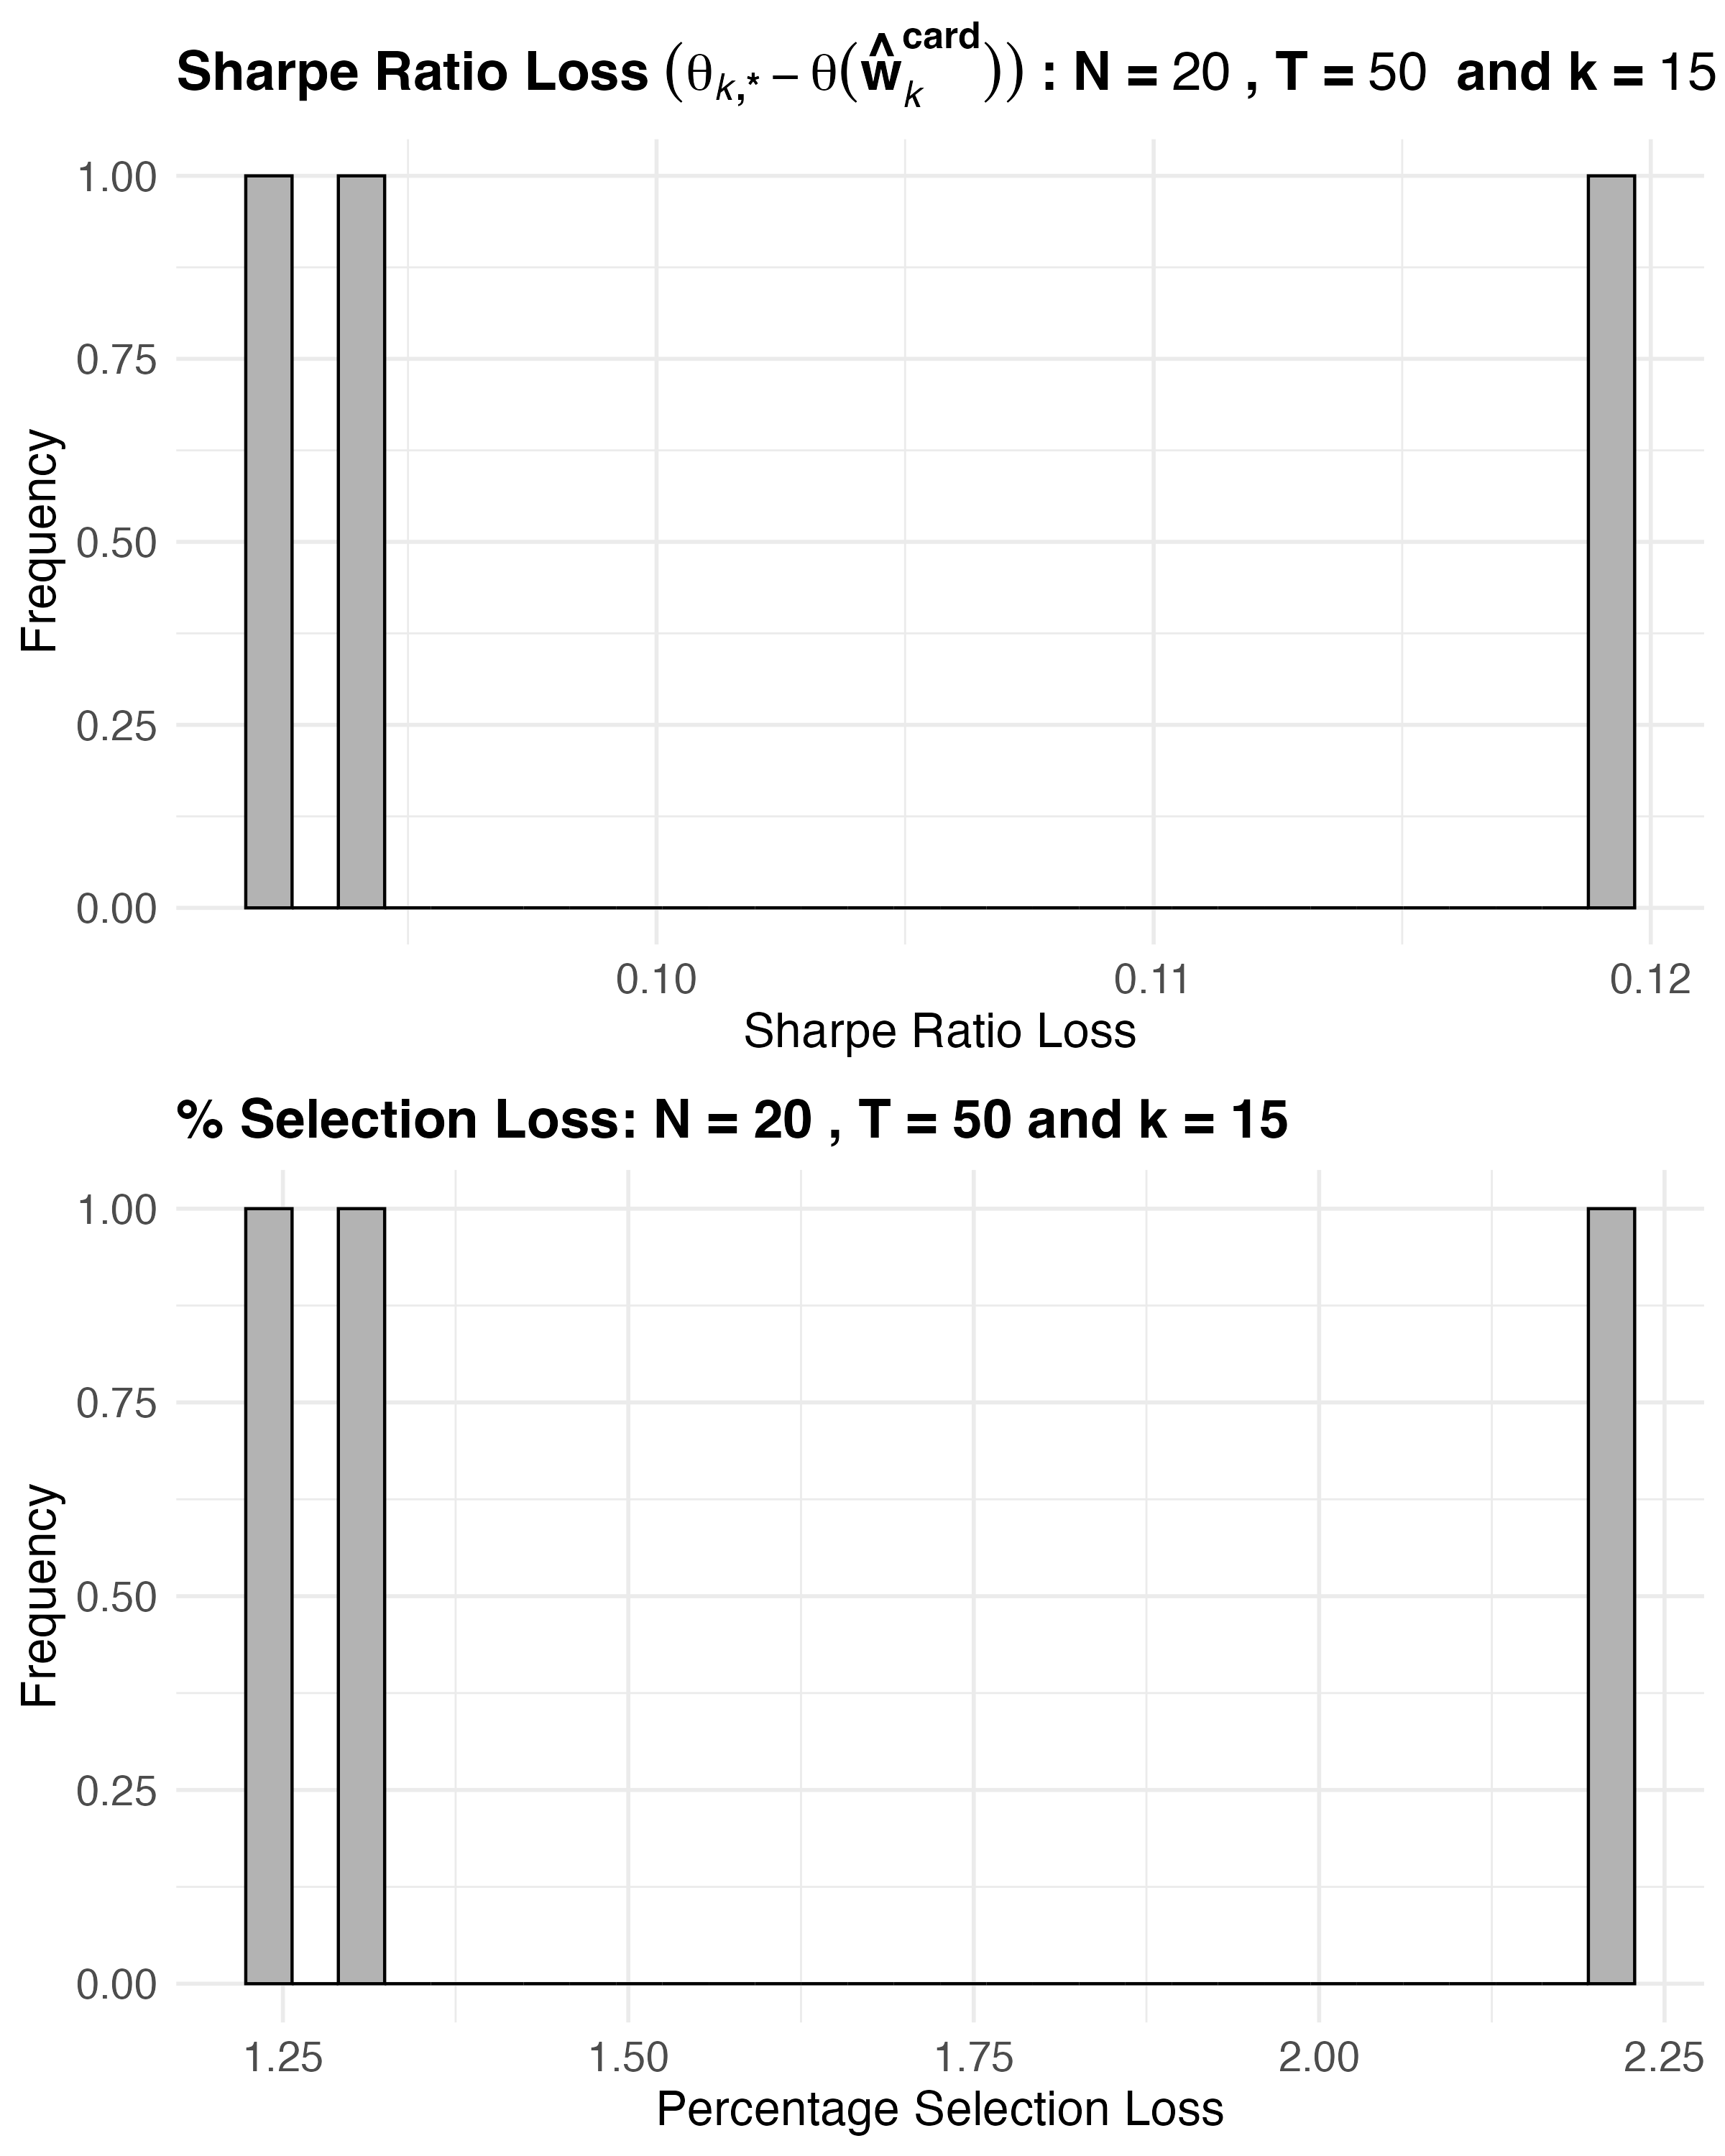 Sharpe Ratio Loss (θk,* − θ(ŵk^card)) : N = 20 , T = 50 and k = 15
1.00
0.75
0.50
0.25
0.00
Frequency
0.10 0.11 0.12
Sharpe Ratio Loss
% Selection Loss: N = 20 , T = 50 and k = 15
1.00
0.75
0.50
0.25
0.00
Frequency
1.25 1.50 1.75 2.00 2.25
Percentage Selection Loss